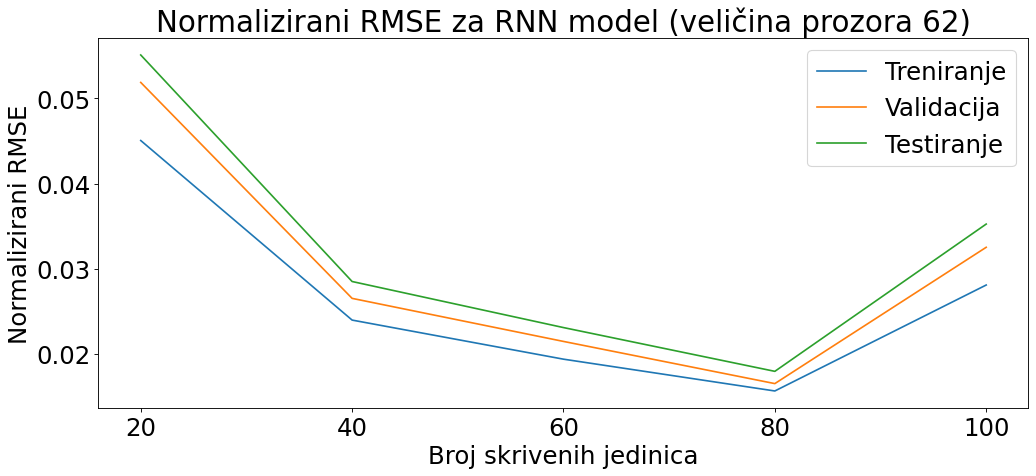 Normalizirani RMSE za RNN model (veličina prozora 62)
Treniranje
Validacija
Testiranje
Normalizirani RMSE
0.05
0.04
0.03
0.02
20 40 60 80 100
Broj skrivenih jedinica